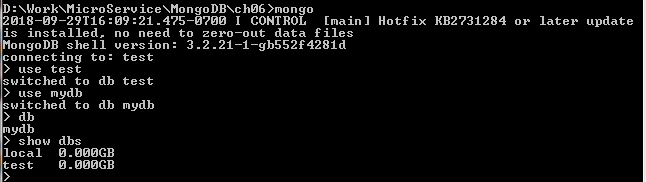 D:\Work\MicroService\MongoDB\ch06>mongo
2018-09-29T16:09:21.475-0700 I CONTROL  [main] Hotfix KB2731284 or later update
is installed, no need to zero-out data files
MongoDB shell version: 3.2.21-1-gb552f4281d
connecting to: test
> use test
switched to db test
> use mydb
switched to db mydb
> db
mydb
> show dbs
local  0.000GB
test   0.000GB
>